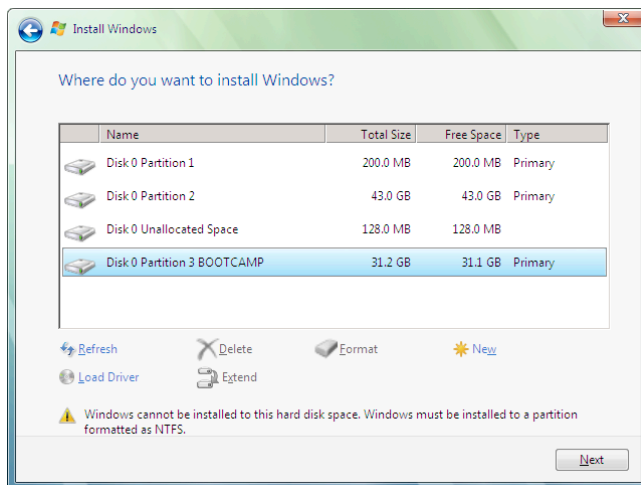 Install Windows
Where do you want to install Windows?
Name Total Size Free Space Type
Disk 0 Partition 1 200.0 MB 200.0 MB Primary
Disk 0 Partition 2 43.0 GB 43.0 GB Primary
Disk 0 Unallocated Space 128.0 MB 128.0 MB
Disk 0 Partition 3 BOOTCAMP 31.2 GB 31.1 GB Primary
Refresh Delete Format New
Load Driver Extend
Windows cannot be installed to this hard disk space. Windows must be installed to a partition
formatted as NTFS.
Next